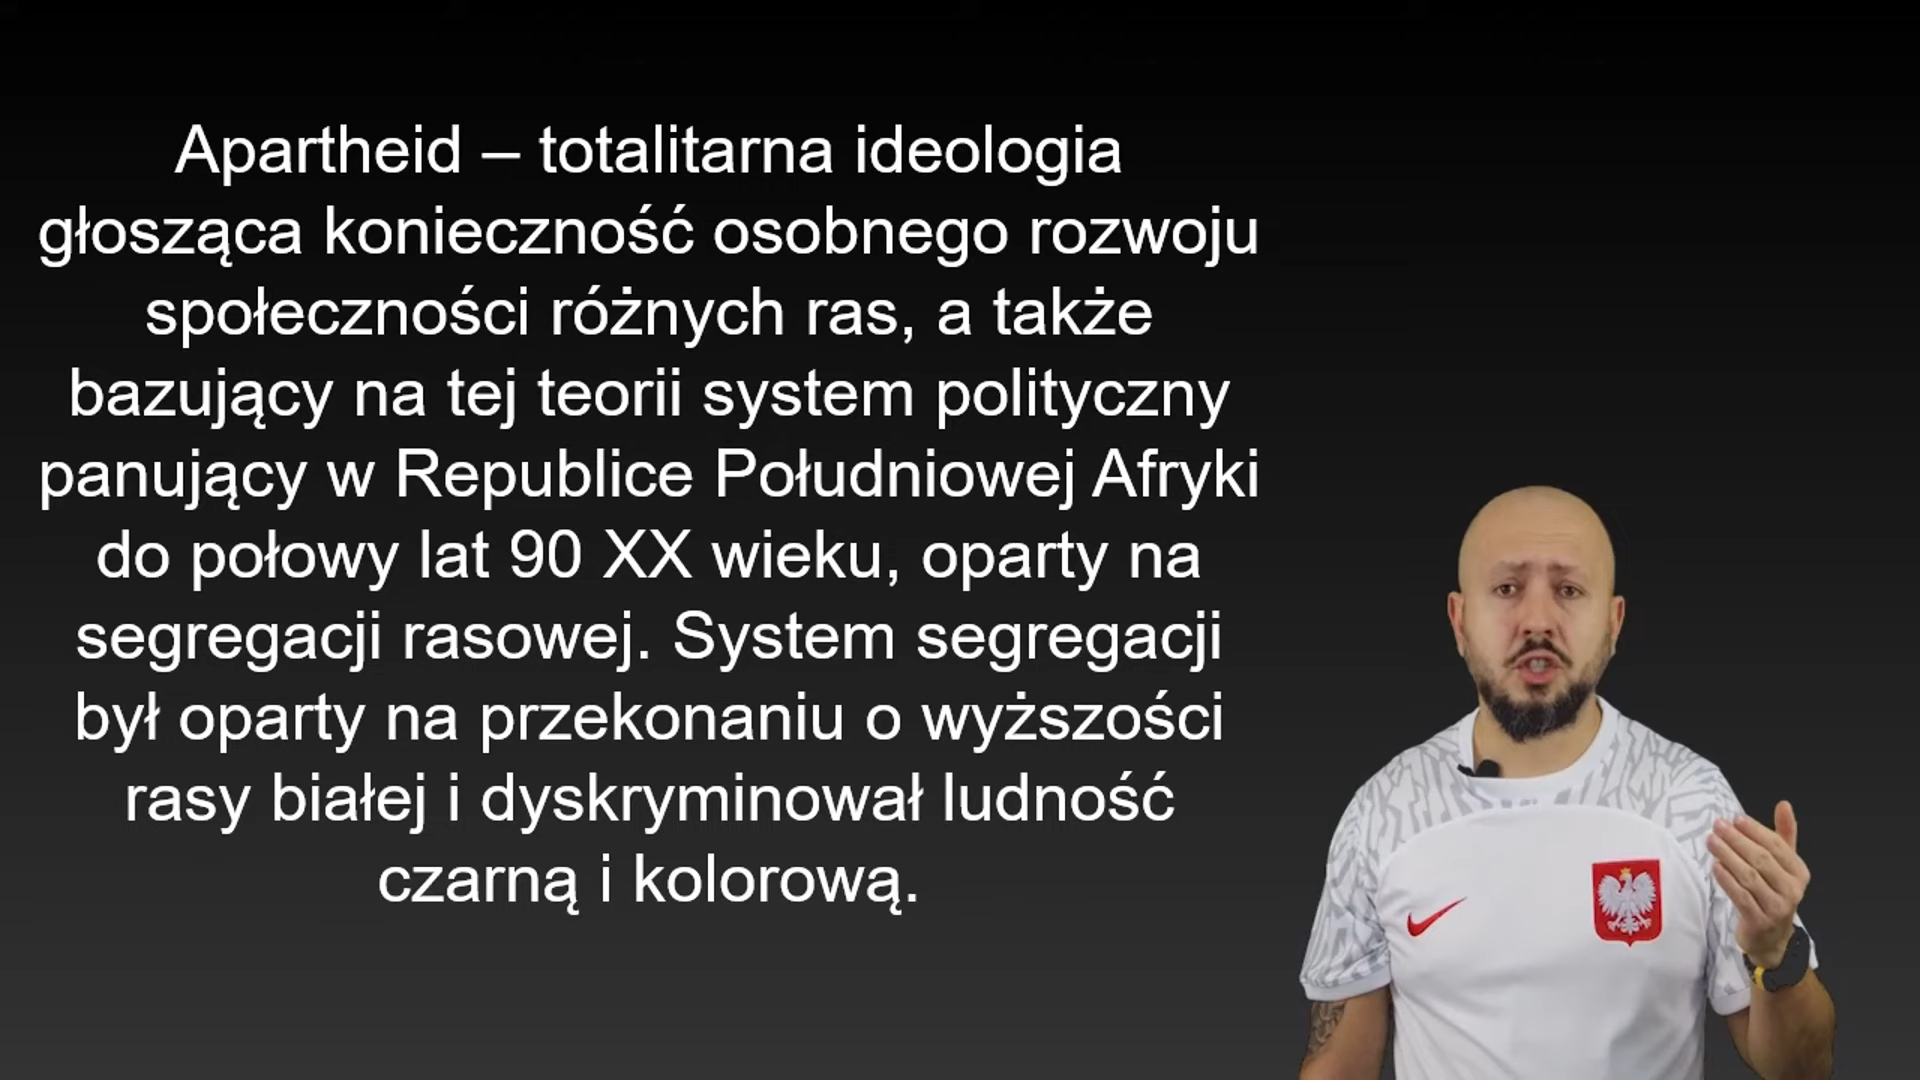 Apartheid – totalitarna ideologia
głosząca konieczność osobnego rozwoju
społeczności różnych ras, a także
bazujący na tej teorii system polityczny
panujący w Republice Południowej Afryki
do połowy lat 90 XX wieku, oparty na
segregacji rasowej. System segregacji
był oparty na przekonaniu o wyższości
rasy białej i dyskryminował ludność
czarną i kolorową.